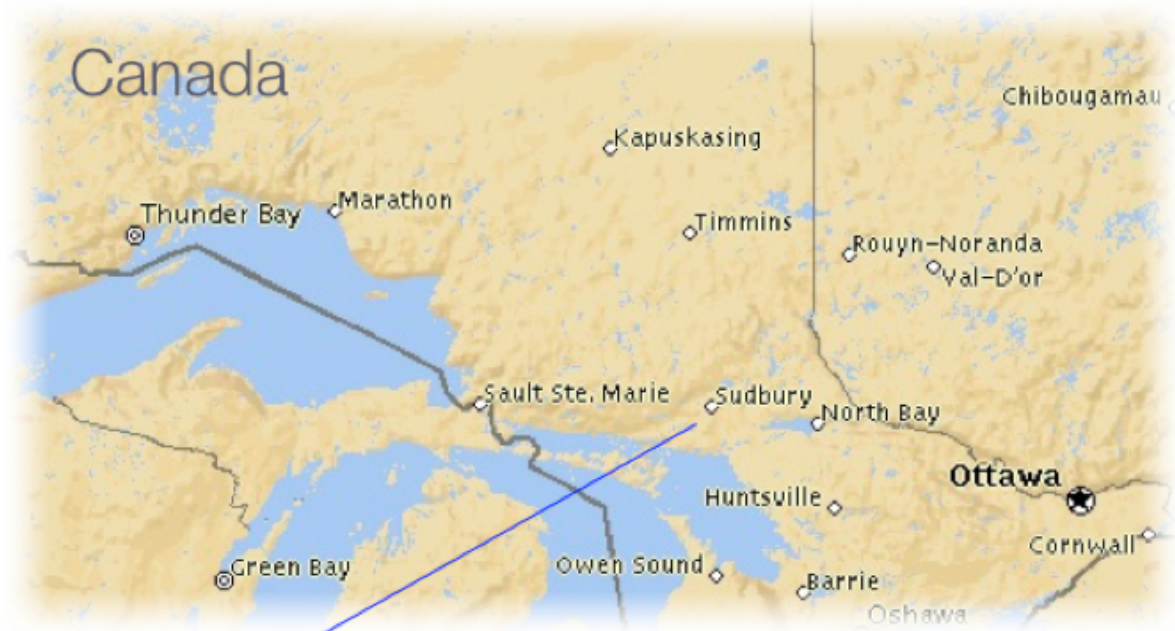 Canada
Chibougamau
Kapuskasing
Marathon
Thunder Bay
Timmins
Rouyn-Noranda
Val-D'or
Sault Ste. Marie
Sudbury
North Bay
Ottawa
Huntsville
Cornwall
Green Bay
Owen Sound
Barrie
Oshawa